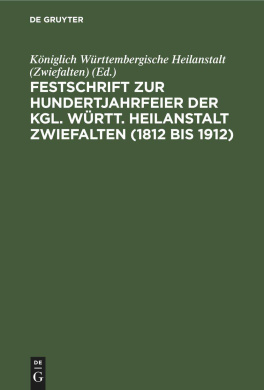 DE GRUYTER
Königlich Württembergische Heilanstalt
(Zwiefalten) (Ed.)
FESTSCHRIFT ZUR
HUNDERTJAHRFEIER DER
KGL. WÜRTT. HEILANSTALT
ZWIEFALTEN (1812 BIS 1912)
DE
G